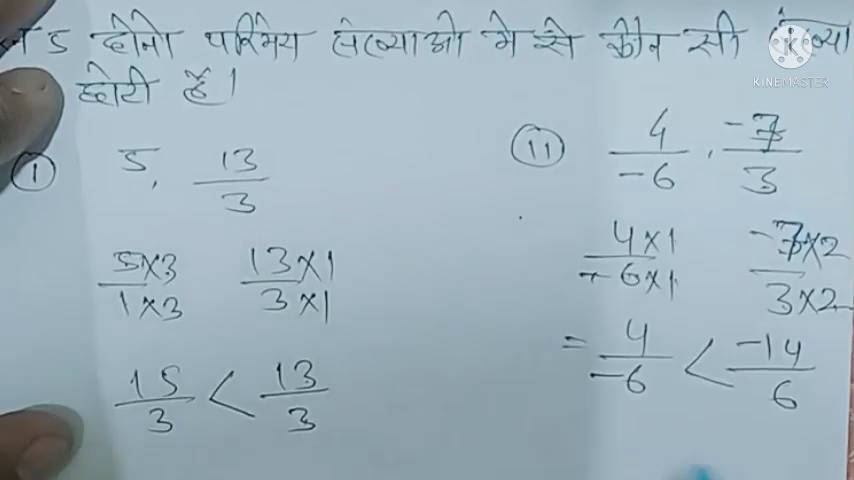 5 दोनो परिमेय संख्याओ मे से कौन सी संख्या
छोटी है।
(i) 5, 13/3
5×3/1×3 13×1/3×1
15/3 < 13/3
(ii) 4/-6, -7/3
4×1/-6×1 -7×2/3×2
= 4/-6 < -14/6
KINEMASTER